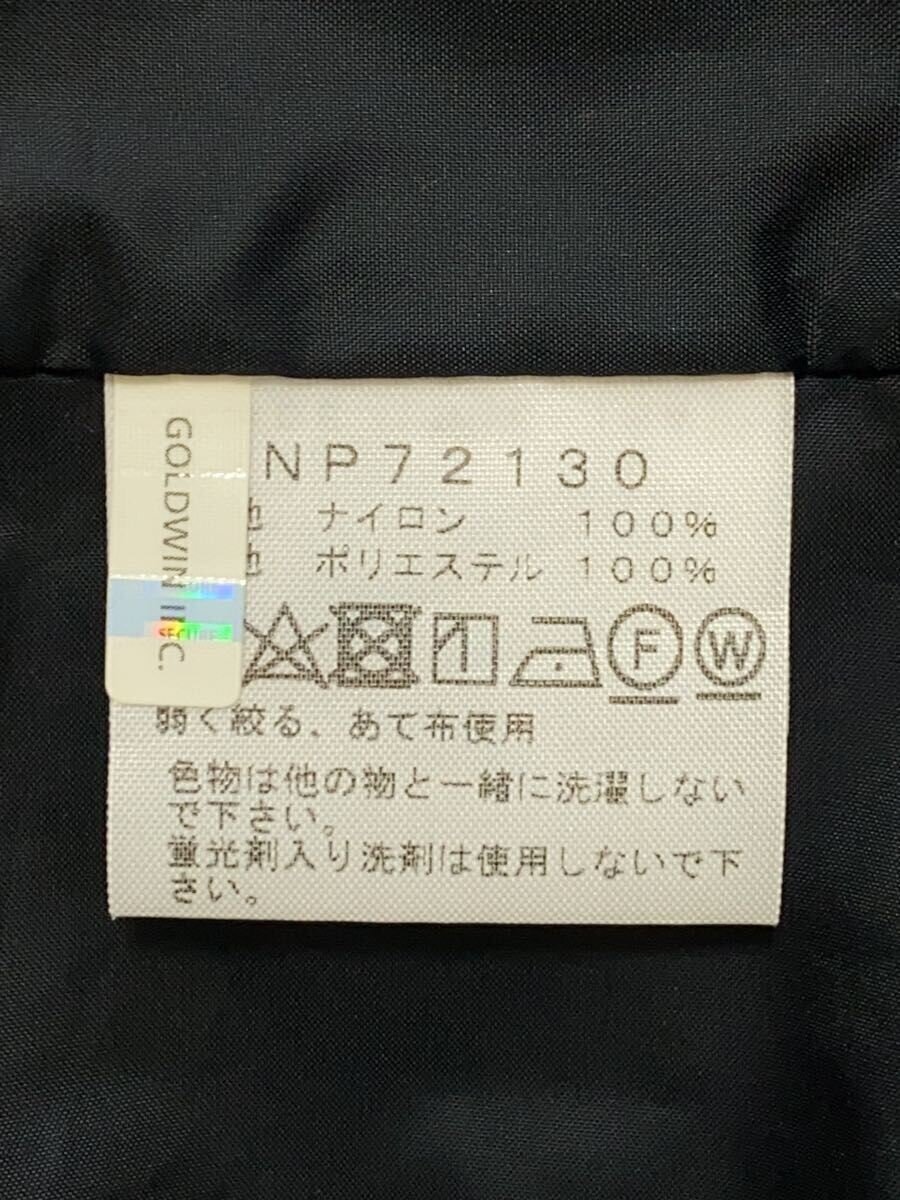 GOLDWIN INC.
SECURE
NP72130
地 ナイロン 100%
地 ポリエステル 100%
F W
弱く絞る、あて布使用
色物は他の物と一緒に洗濯しない
で下さい。
蛍光剤入り洗剤は使用しないで下
さい。